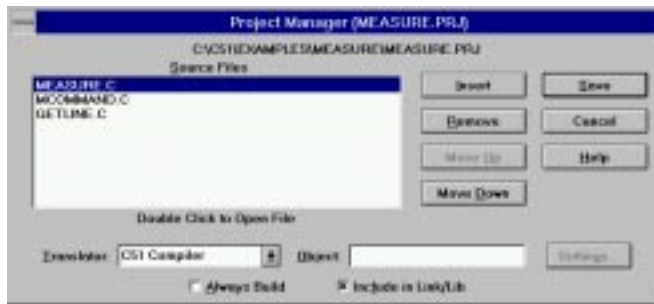 Project Manager (MEASURE.PRJ)
C:\C51\EXAMPLES\MEASURE\MEASURE.PRJ
Source Files
MEASURE.C
MCOMMAND.C
GETLINE.C
Insert
Save
Remove
Cancel
Move Up
Help
Move Down
Double Click to Open File
Translator: C51 Compiler
Object:
Settings...
Always Build
Include in Link/Lib